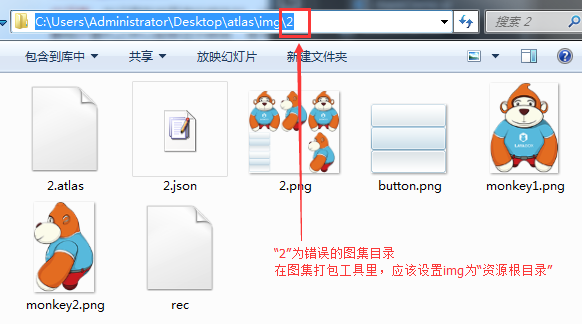 C:\Users\Administrator\Desktop\atlas\img\2
搜索 2
包含到库中
共享
放映幻灯片
新建文件夹
2.atlas
2.json
2.png
button.png
monkey1.png
monkey2.png
rec
“2”为错误的图集目录
在图集打包工具里，应该设置img为“资源根目录”